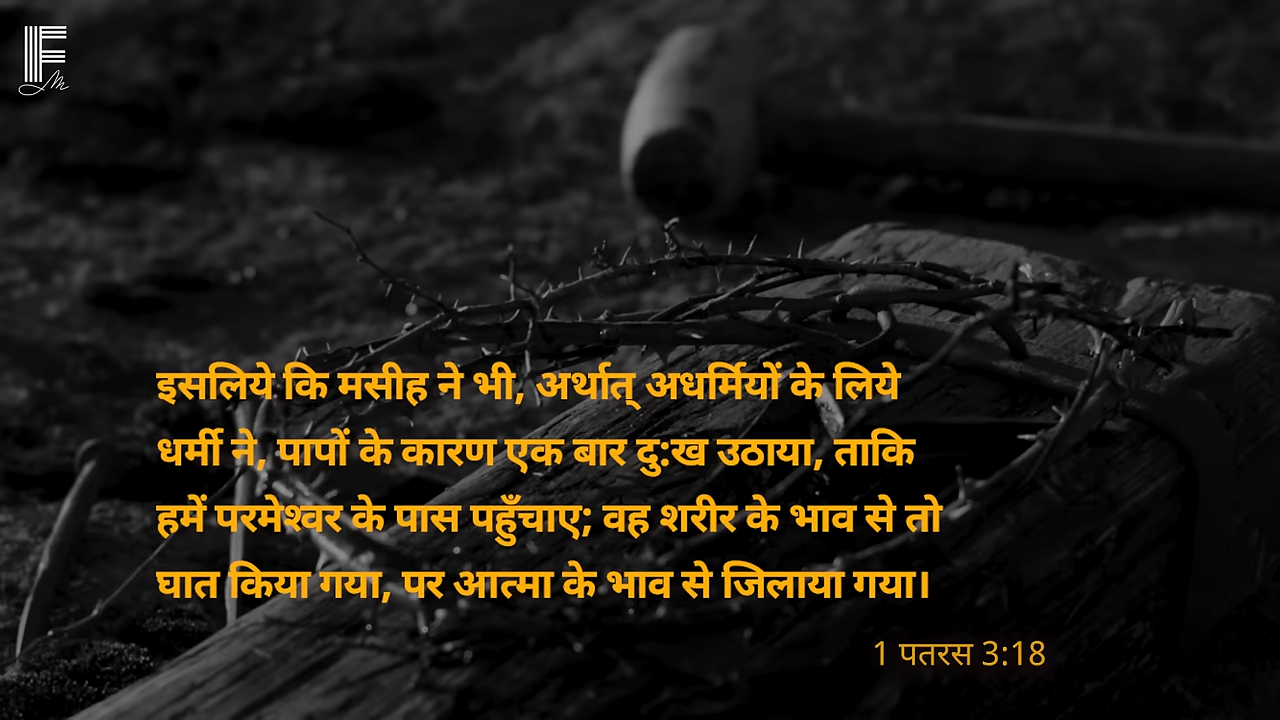 F
m
इसलिये कि मसीह ने भी, अर्थात् अधर्मियों के लिये
धर्मी ने, पापों के कारण एक बार दु:ख उठाया, ताकि
हमें परमेश्वर के पास पहुँचाए; वह शरीर के भाव से तो
घात किया गया, पर आत्मा के भाव से जिलाया गया।
1 पतरस 3:18